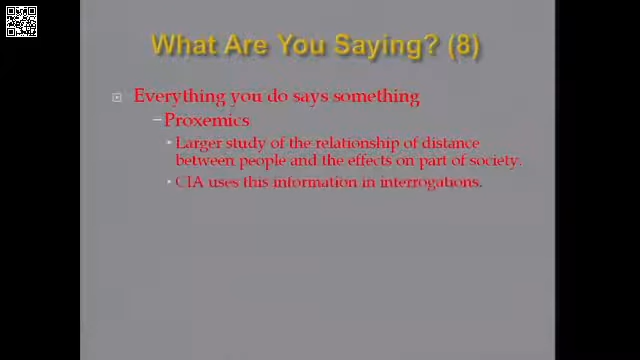 What Are You Saying? (8)
Everything you do says something
–Proxemics
Larger study of the relationship of distance
between people and the effects on part of society.
CIA uses this information in interrogations.